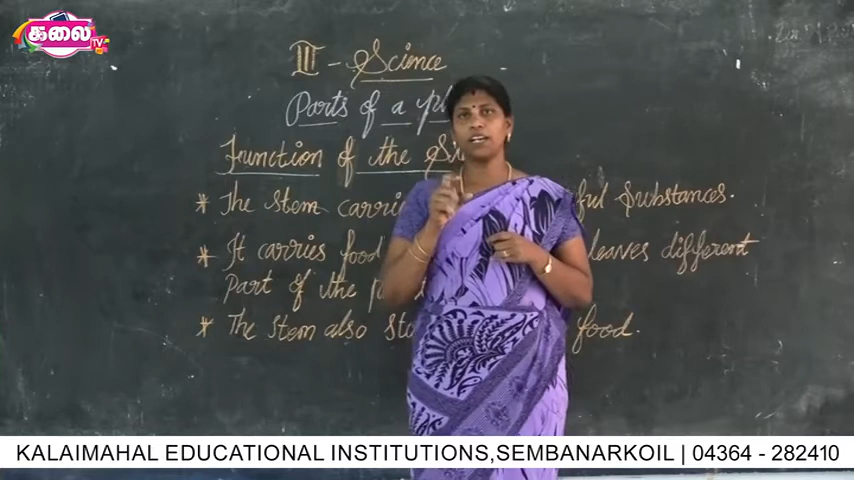 கலை TV
III - Science
Parts of a pl
Function of the S
* The stem carri ful Substances.
* It carries food leaves different
Part of the p
* The stem also sto food.
KALAIMAHAL EDUCATIONAL INSTITUTIONS,SEMBANARKOIL | 04364 - 282410